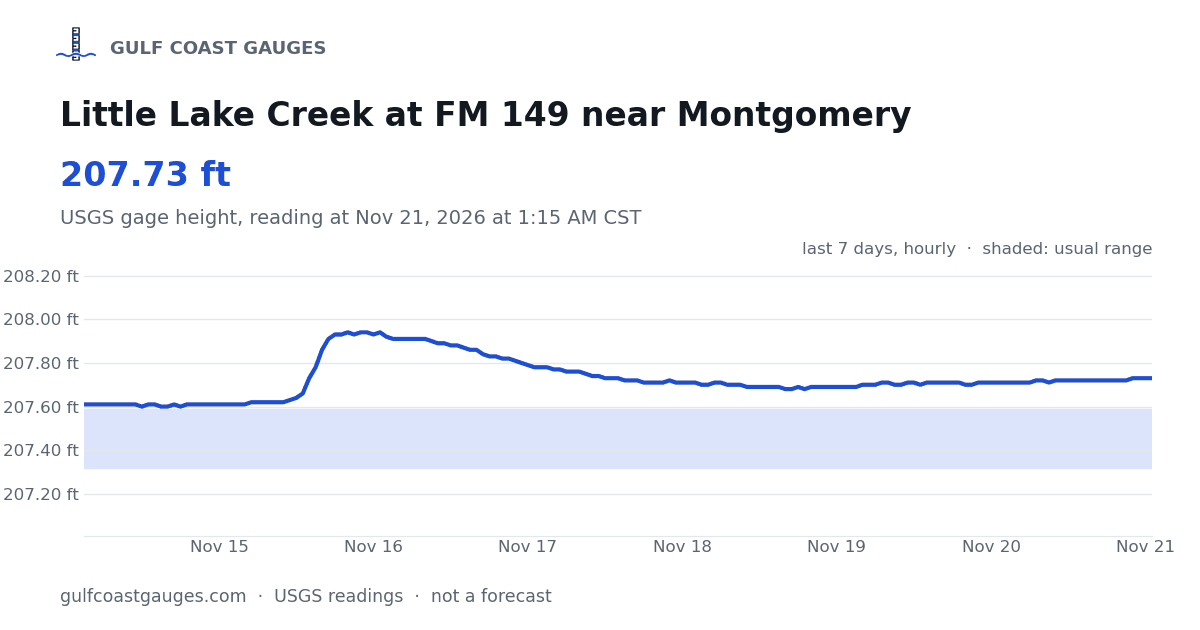 GULF COAST GAUGES
Little Lake Creek at FM 149 near Montgomery
207.73 ft
USGS gage height, reading at Nov 21, 2026 at 1:15 AM CST
last 7 days, hourly · shaded: usual range
208.20 ft
208.00 ft
207.80 ft
207.60 ft
207.40 ft
207.20 ft
Nov 15 Nov 16 Nov 17 Nov 18 Nov 19 Nov 20 Nov 21
gulfcoastgauges.com · USGS readings · not a forecast